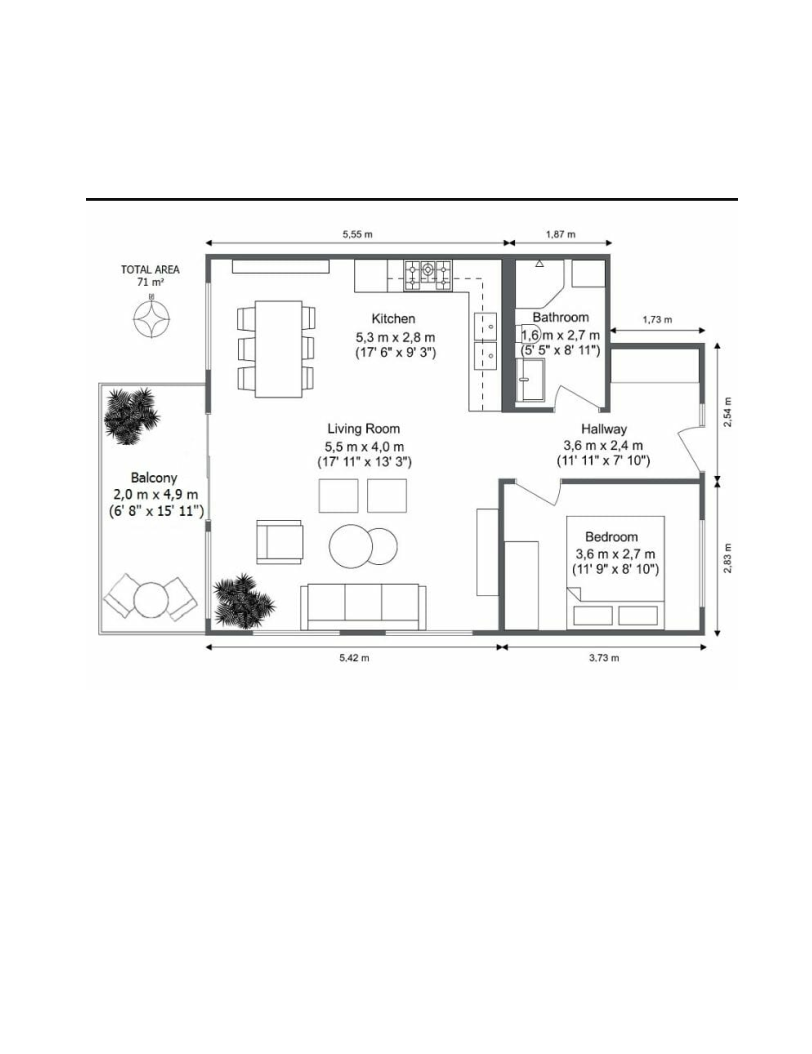 5,55 m
1,87 m
TOTAL AREA
71 m²
N
Kitchen
5,3 m x 2,8 m
(17' 6" x 9' 3")
Bathroom
1,6 m x 2,7 m
(5' 5" x 8' 11")
1,73 m
2,54 m
Living Room
5,5 m x 4,0 m
(17' 11" x 13' 3")
Hallway
3,6 m x 2,4 m
(11' 11" x 7' 10")
Balcony
2,0 m x 4,9 m
(6' 8" x 15' 11")
Bedroom
3,6 m x 2,7 m
(11' 9" x 8' 10")
2,83 m
5,42 m
3,73 m